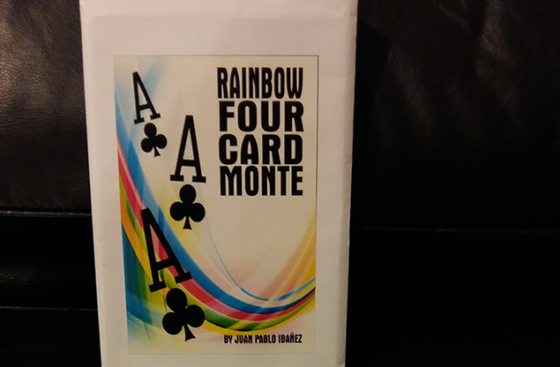 RAINBOW
FOUR
CARD
MONTE
A
A
A
BY JUAN PABLO IBAÑEZ